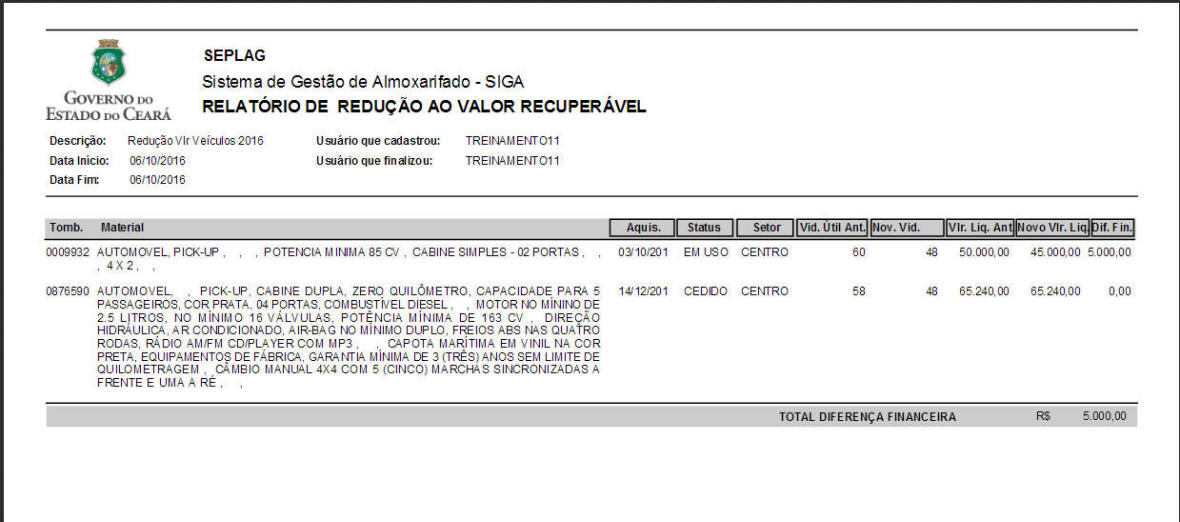 SEPLAG
Sistema de Gestão de Almoxarifado - SIGA
GOVERNO DO
ESTADO DO CEARÁ
RELATÓRIO DE REDUÇÃO AO VALOR RECUPERÁVEL
Descrição: Redução Vlr Veículos 2016 Usuário que cadastrou: TREINAMENTO11
Data Início: 06/10/2016 Usuário que finalizou: TREINAMENTO11
Data Fim: 06/10/2016
Tomb. Material Aquis. Status Setor Vid. Útil Ant. Nov. Vid. Vlr. Liq. Ant Novo Vlr. Liq. Dif. Fin.
0009932 AUTOMOVEL, PICK-UP , , , POTENCIA MINIMA 85 CV , CABINE SIMPLES - 02 PORTAS , , 03/10/201 EM USO CENTRO 60 48 50.000,00 45.000,00 5.000,00
, 4 X 2 , ,
0876590 AUTOMOVEL, , PICK-UP, CABINE DUPLA, ZERO QUILÔMETRO, CAPACIDADE PARA 5 14/12/201 CEDIDO CENTRO 58 48 65.240,00 65.240,00 0,00
PASSAGEIROS, COR PRATA, 04 PORTAS, COMBUSTÍVEL DIESEL , , MOTOR NO MÍNINO DE
2.5 LITROS, NO MÍNIMO 16 VÁLVULAS, POTÊNCIA MÍNIMA DE 163 CV , DIREÇÃO
HIDRÁULICA, AR CONDICIONADO, AIR-BAG NO MÍNIMO DUPLO, FREIOS ABS NAS QUATRO
RODAS, RÁDIO AM/FM CD/PLAYER COM MP3 , , CAPOTA MARÍTIMA EM VINIL NA COR
PRETA, EQUIPAMENTOS DE FÁBRICA, GARANTIA MÍNIMA DE 3 (TRÊS) ANOS SEM LIMITE DE
QUILOMETRAGEM , CÂMBIO MANUAL 4X4 COM 5 (CINCO) MARCHAS SINCRONIZADAS A
FRENTE E UMA A RÉ , ,
TOTAL DIFERENÇA FINANCEIRA R$ 5.000,00